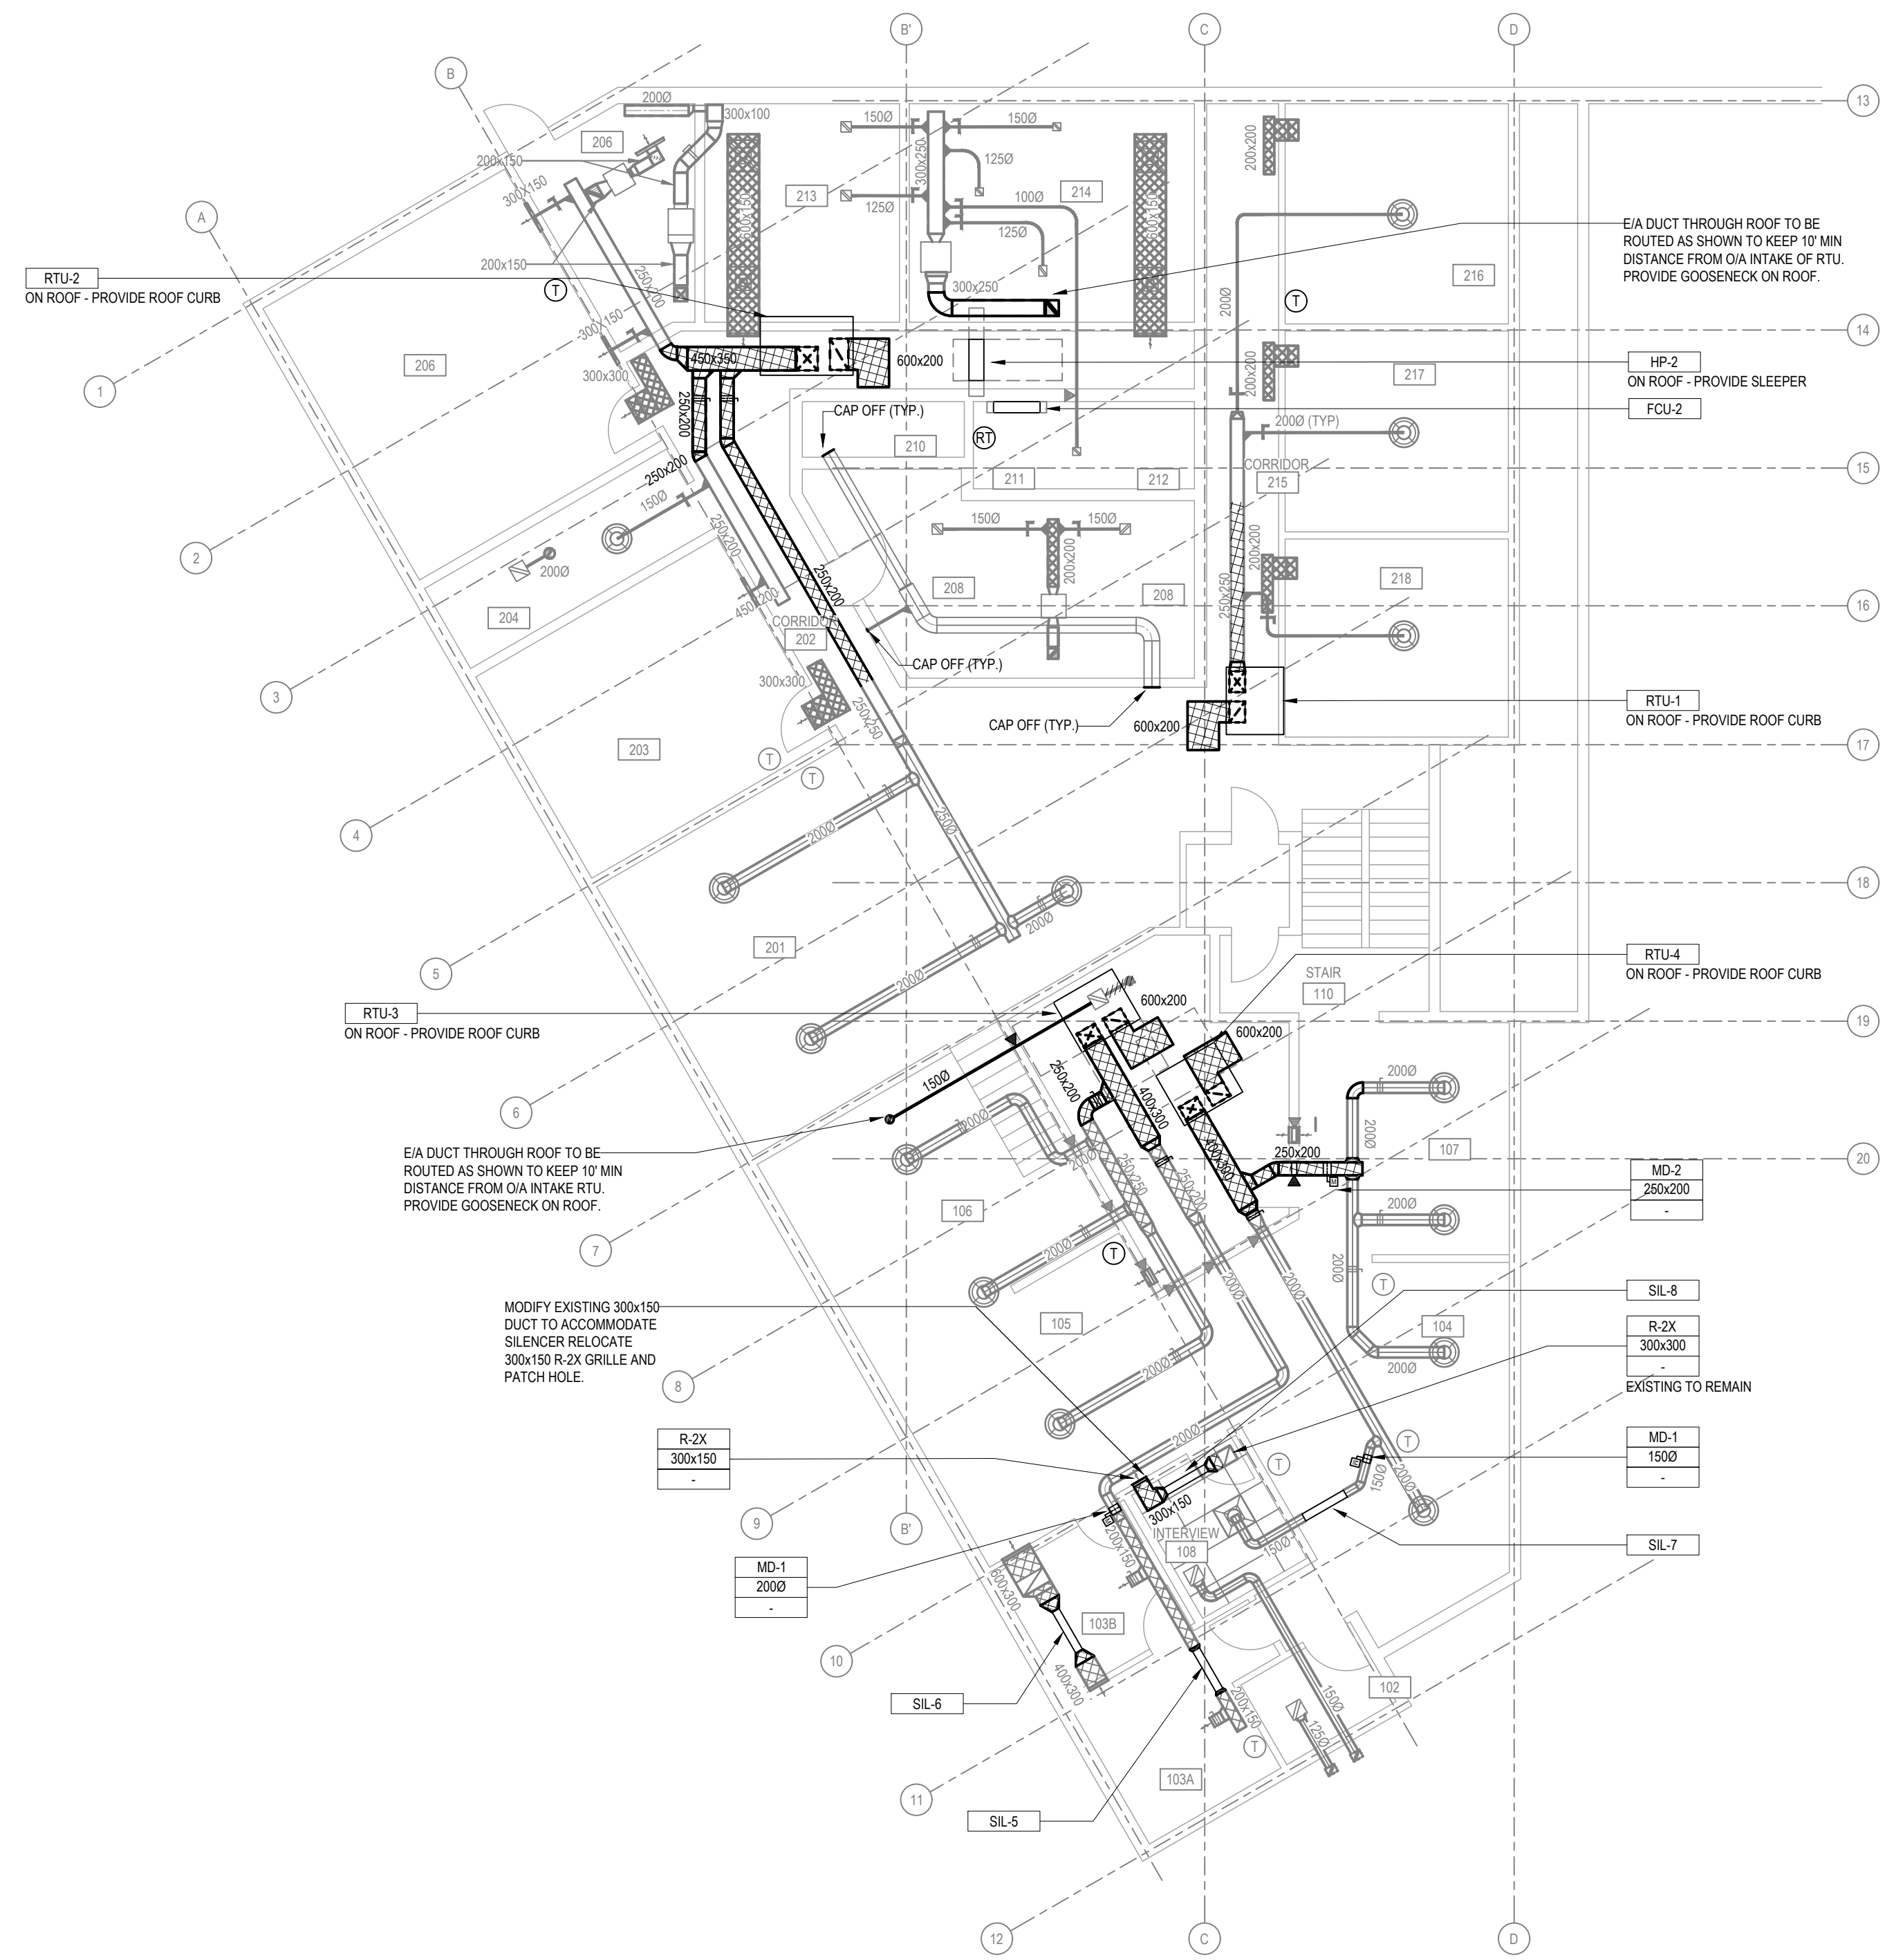 B'
C
D
B
13
200Ø
300x100
150Ø
150Ø
206
200x150
300x250
200x200
125Ø
300X150
213
600x150
125Ø
100Ø
214
600x150
A
E/A DUCT THROUGH ROOF TO BE
ROUTED AS SHOWN TO KEEP 10' MIN
DISTANCE FROM O/A INTAKE OF RTU.
PROVIDE GOOSENECK ON ROOF.
125Ø
200x150
250x200
RTU-2
ON ROOF - PROVIDE ROOF CURB
T
300x250
T
216
200Ø
300x150
14
206
300x300
450x350
600x200
200x200
217
HP-2
ON ROOF - PROVIDE SLEEPER
FCU-2
1
250x200
CAP OFF (TYP.)
200Ø (TYP)
RT
210
250x200
CORRIDOR
215
15
211
212
150Ø
250x200
150Ø
150Ø
200x200
200x200
2
200Ø
250x200
208
208
250x250
218
450x200
16
204
CORRIDOR
202
CAP OFF (TYP.)
300x300
3
250x250
CAP OFF (TYP.)
600x200
RTU-1
ON ROOF - PROVIDE ROOF CURB
203
T
T
17
4
200Ø
250Ø
18
200Ø
201
5
200Ø
RTU-4
ON ROOF - PROVIDE ROOF CURB
STAIR
110
RTU-3
ON ROOF - PROVIDE ROOF CURB
600x200
600x200
19
150Ø
250x200
400x300
200Ø
6
200Ø
200Ø
E/A DUCT THROUGH ROOF TO BE
ROUTED AS SHOWN TO KEEP 10' MIN
DISTANCE FROM O/A INTAKE RTU.
PROVIDE GOOSENECK ON ROOF.
200Ø
250x250
250x200
400x300
250x200
107
20
MD-2
250x200
-
M
106
200Ø
7
200Ø
T
200Ø
200Ø
200Ø
T
SIL-8
MODIFY EXISTING 300x150
DUCT TO ACCOMMODATE
SILENCER RELOCATE
300x150 R-2X GRILLE AND
PATCH HOLE.
105
104
R-2X
300x300
-
EXISTING TO REMAIN
200Ø
200Ø
8
R-2X
300x150
-
200Ø
T
T
MD-1
150Ø
-
150Ø
200Ø
9
B'
300x150
200x150
INTERVIEW
108
150Ø
SIL-7
MD-1
200Ø
-
600x300
103B
10
400x300
SIL-6
102
200x150
150Ø
125Ø
T
11
103A
SIL-5
12
C
D